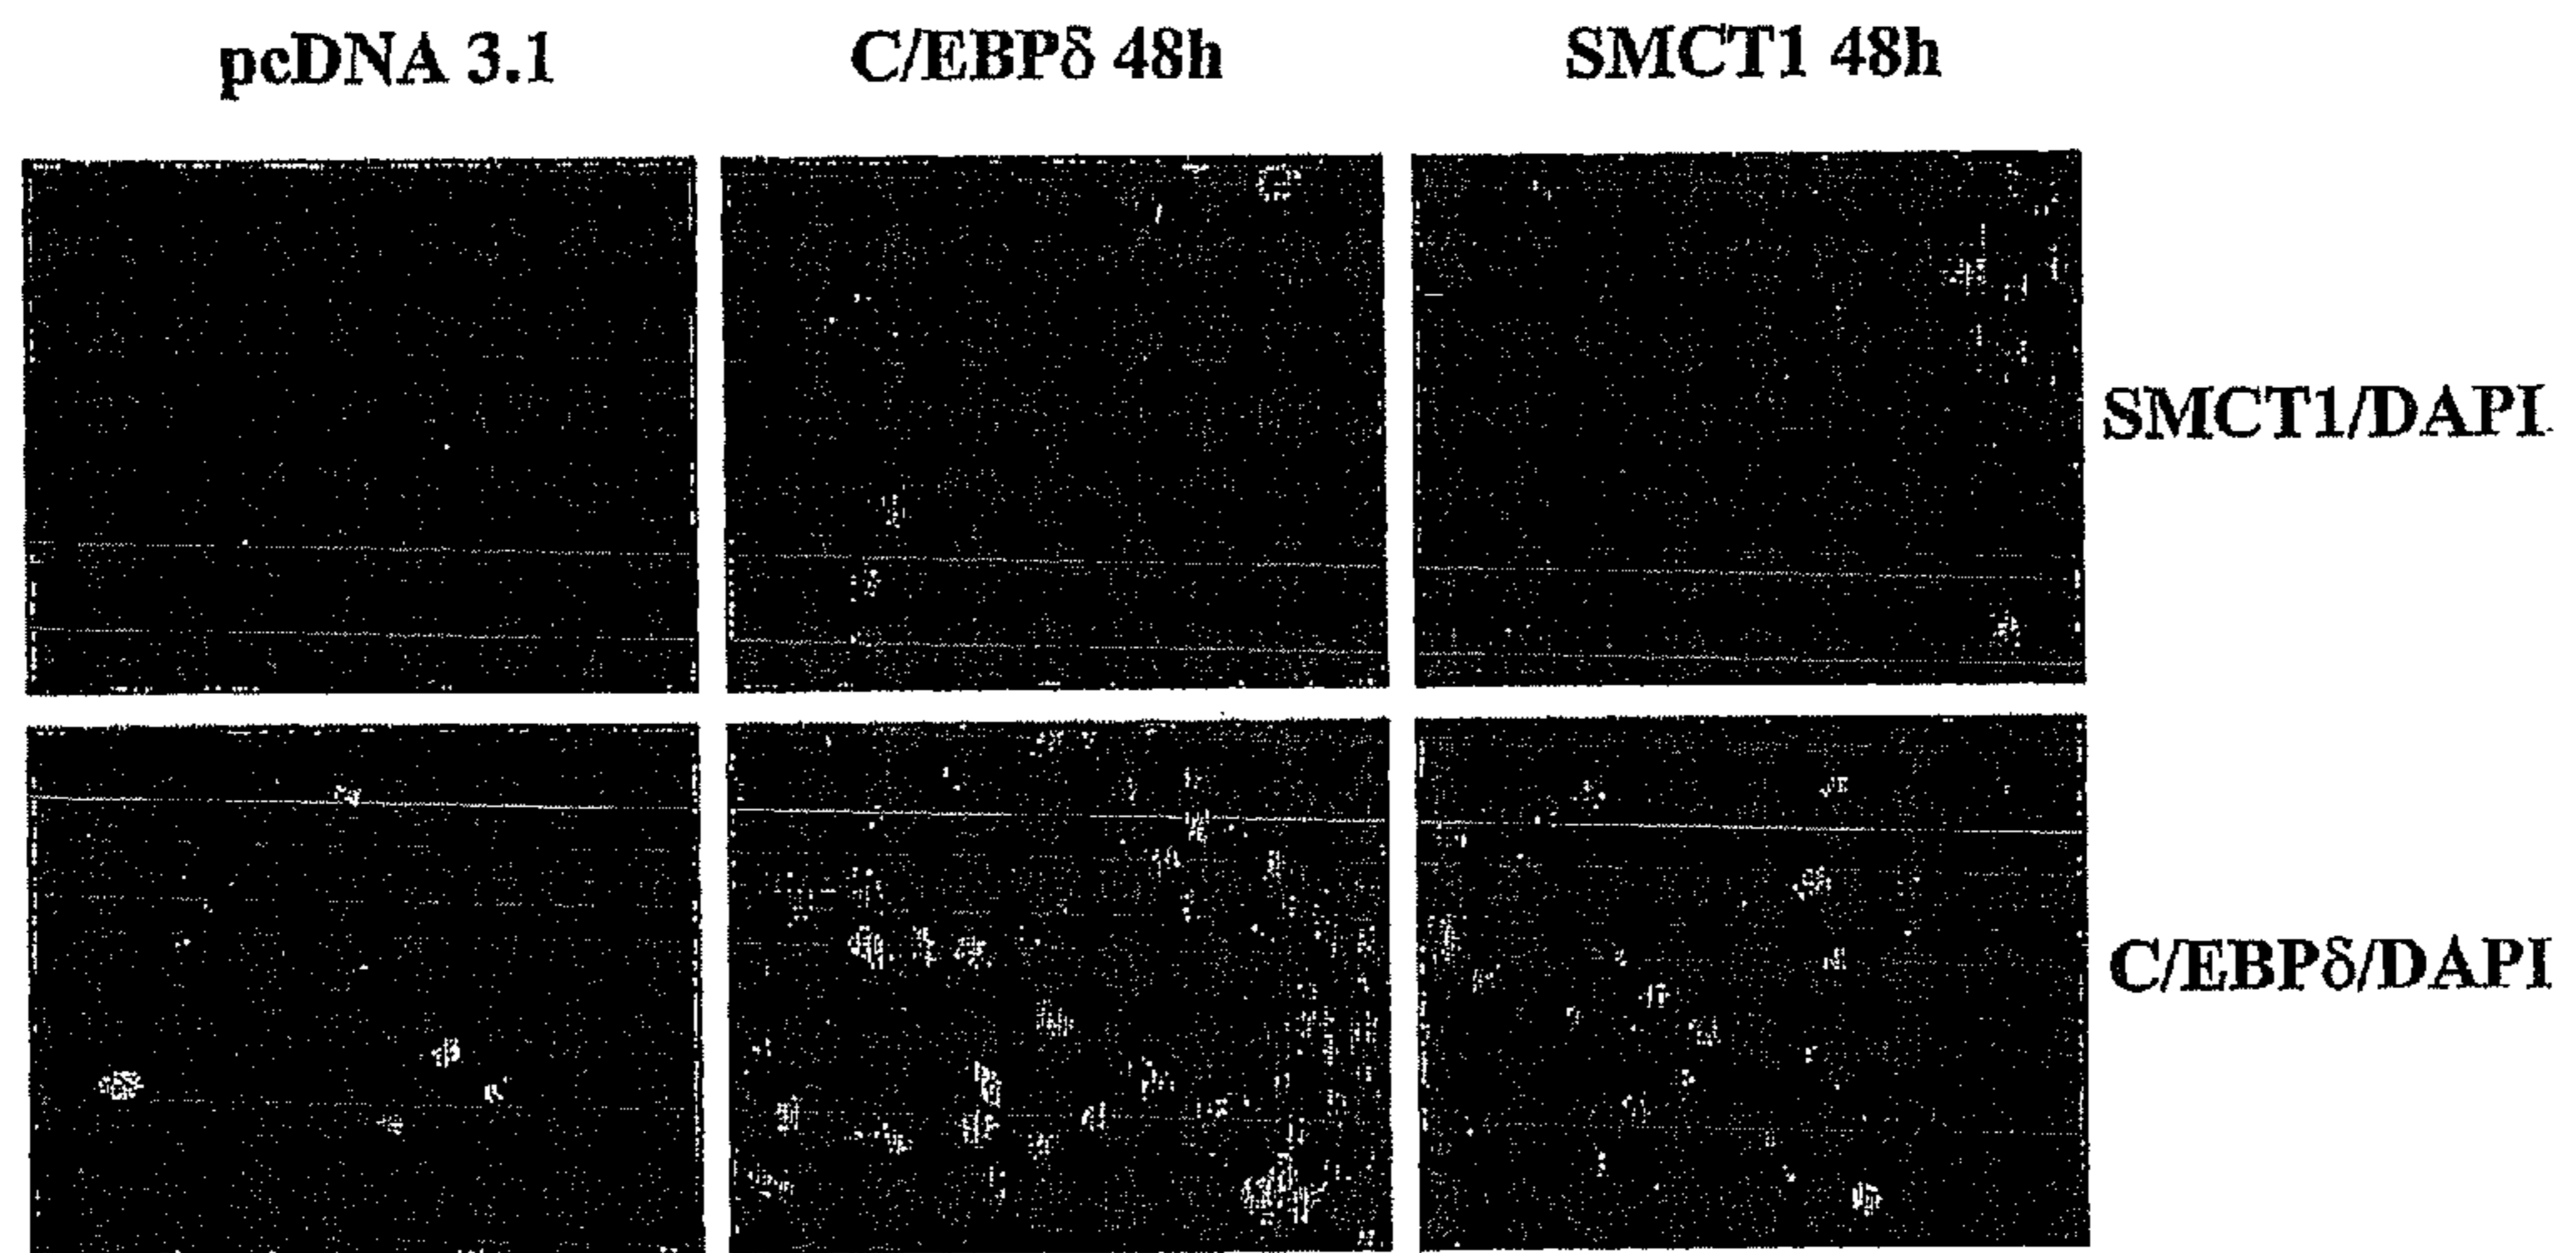 pcDNA 3.1 C/EBPδ 48h SMCT1 48h
SMCT1/DAPI
C/EBPδ/DAPI